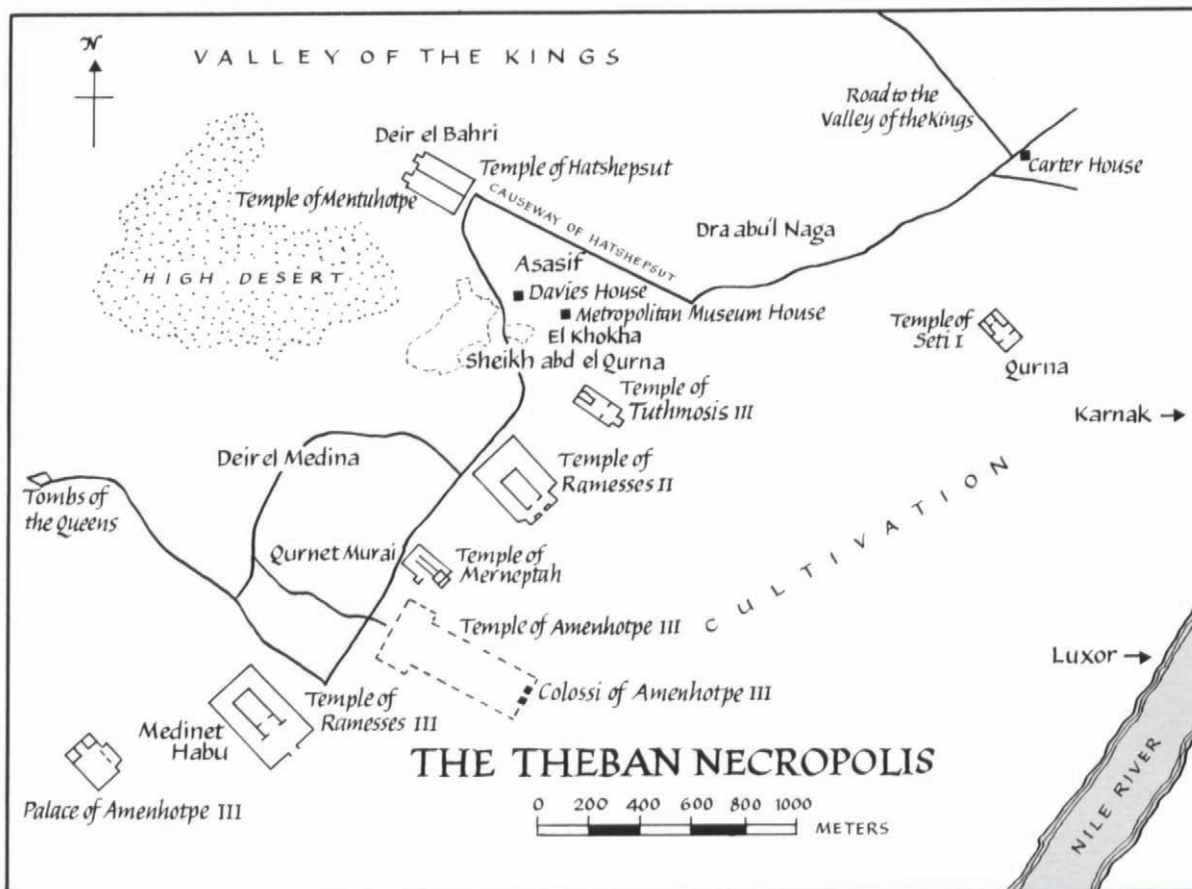 N
VALLEY OF THE KINGS
Road to the
Valley of the Kings
Carter House
Deir el Bahri
Temple of Hatshepsut
Temple of Mentuhotpe
CAUSEWAY OF HATSHEPSUT
Dra abu'l Naga
HIGH DESERT
Asasif
Davies House
Metropolitan Museum House
El Khokha
Sheikh abd el Qurna
Temple of
Seti I
Qurna
Temple of
Tuthmosis III
Karnak
Deir el Medina
Temple of
Ramesses II
Tombs of
the Queens
CULTIVATION
Qurnet Murai
Temple of
Merneptah
Temple of Amenhotpe III
Luxor
Colossi of Amenhotpe III
Temple of
Ramesses III
Medinet
Habu
Palace of Amenhotpe III
THE THEBAN NECROPOLIS
0 200 400 600 800 1000
METERS
NILE RIVER